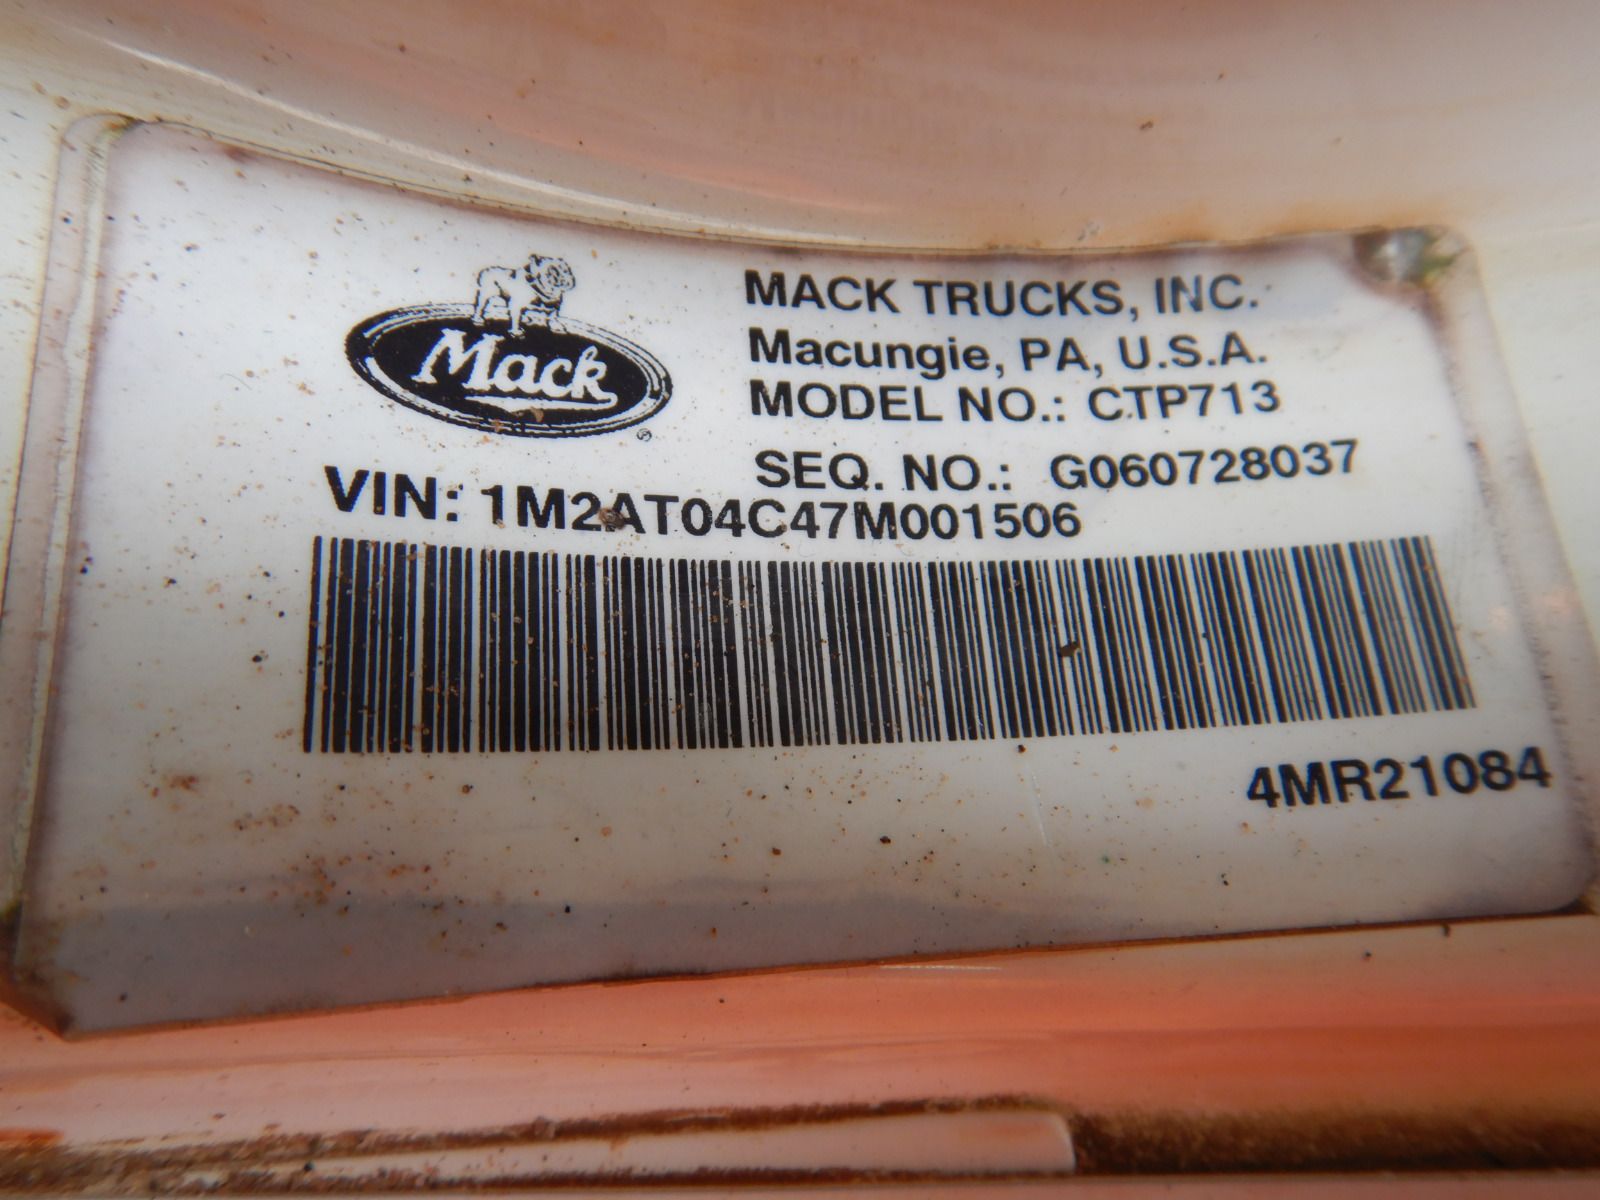 Mack®
MACK TRUCKS, INC.
Macungie, PA, U.S.A.
MODEL NO.: CTP713
SEQ. NO.: G060728037
VIN: 1M2AT04C47M001506
4MR21084